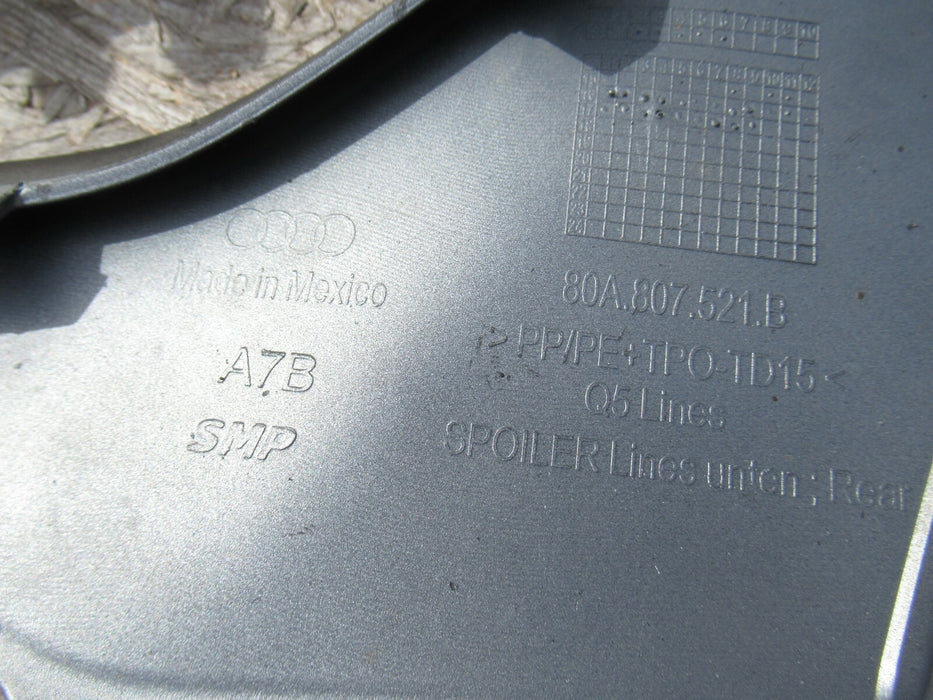 Made in Mexico
A7B
SMP
80A.807.521.B
>PP/PE+TPO-TD15<
Q5 Lines
SPOILER Lines unten ; Rear